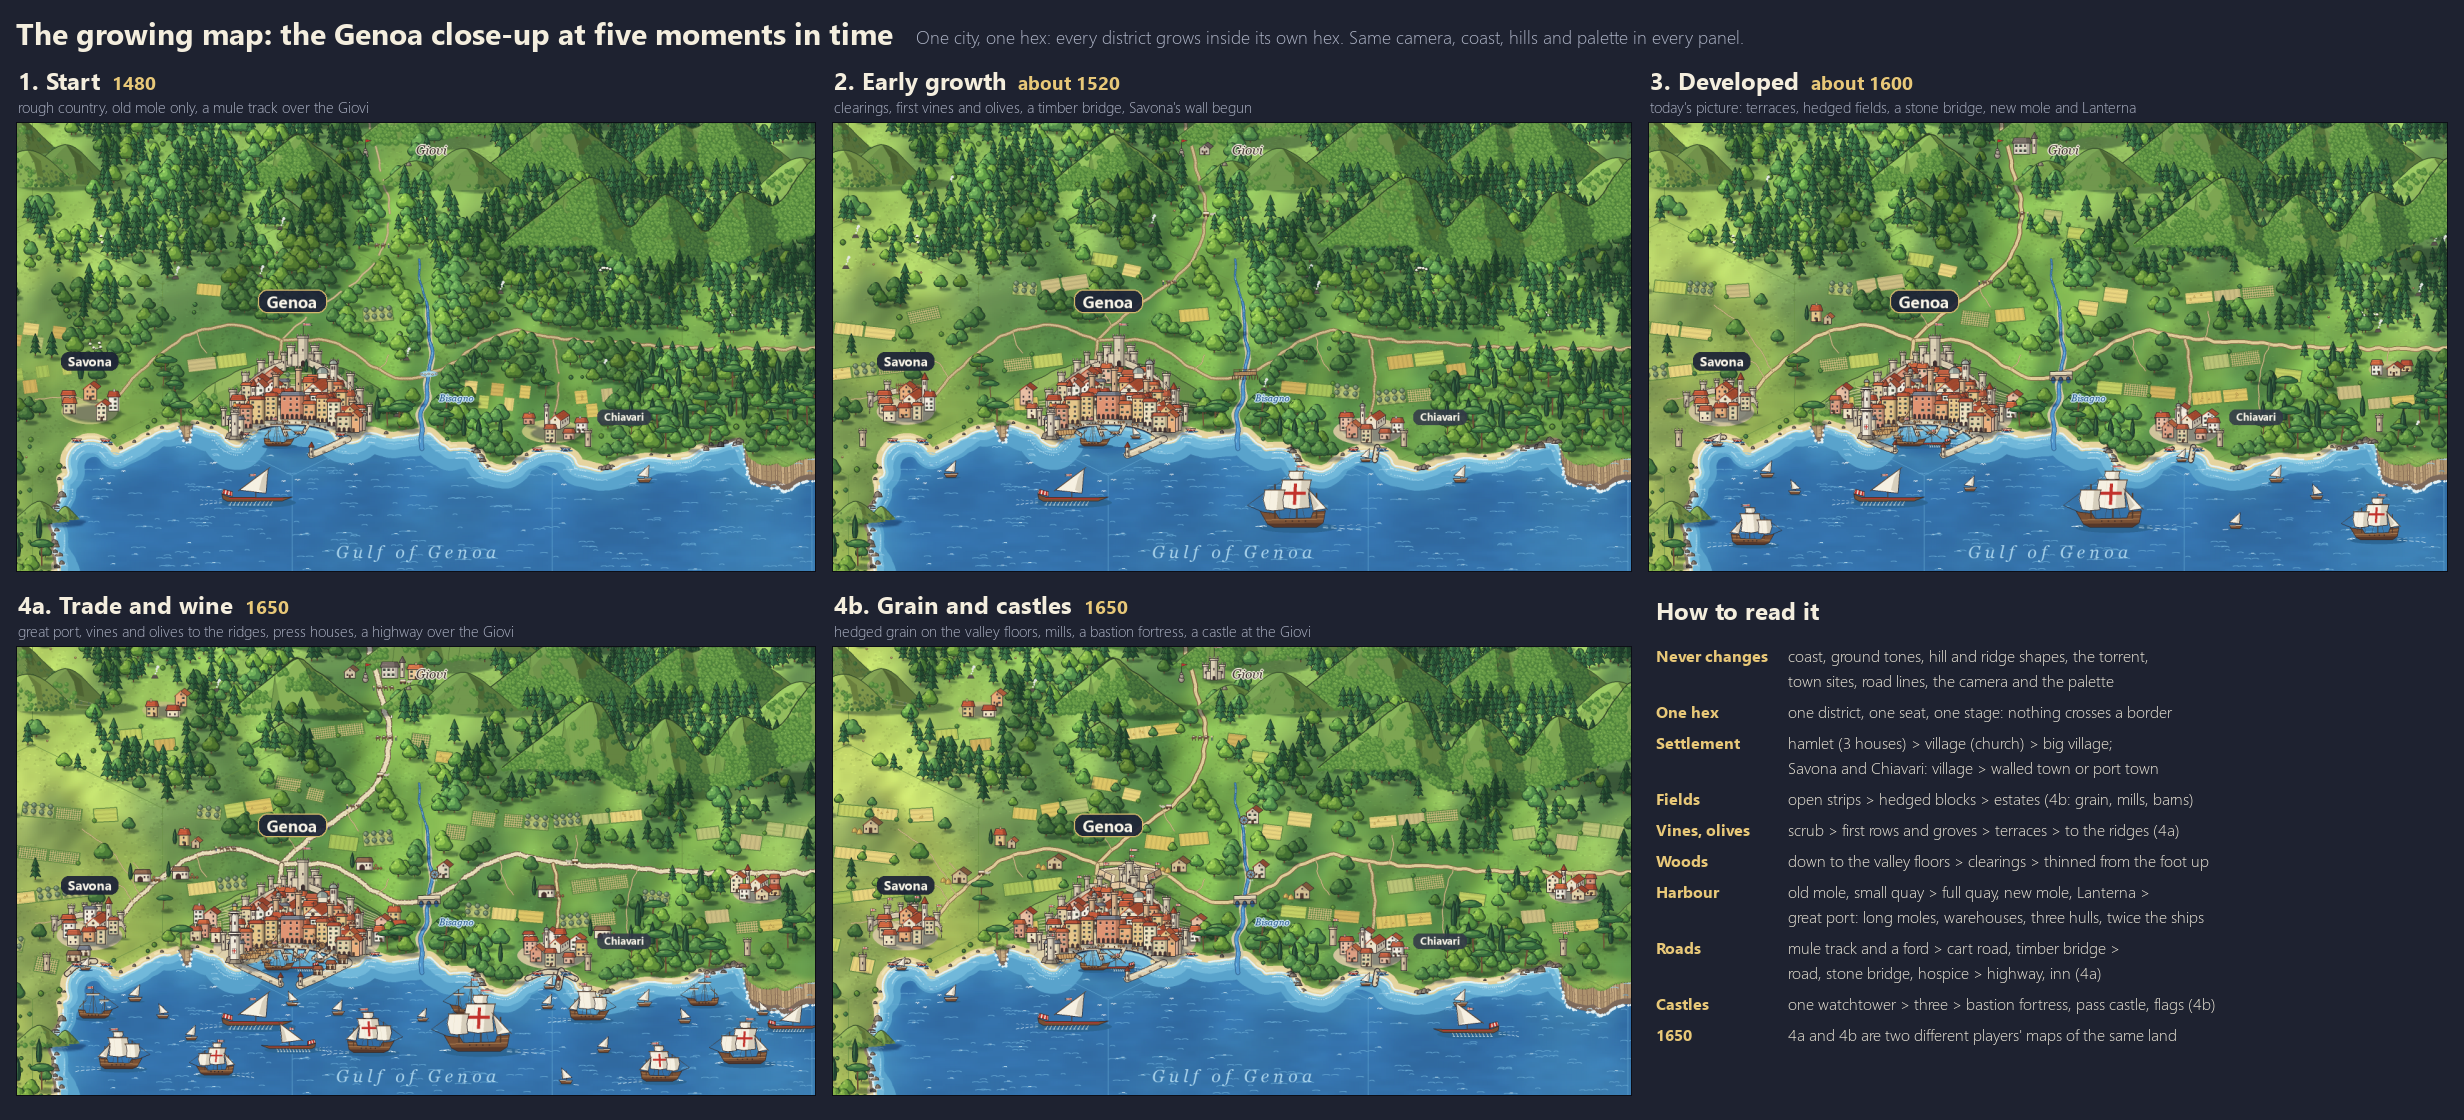 The growing map: the Genoa close-up at five moments in time
One city, one hex: every district grows inside its own hex. Same camera, coast, hills and palette in every panel.
1. Start 1480
rough country, old mole only, a mule track over the Giovi
Giovi
Genoa
Savona
Bisagno
Chiavari
Gulf of Genoa
2. Early growth about 1520
clearings, first vines and olives, a timber bridge, Savona's wall begun
Giovi
Genoa
Savona
Bisagno
Chiavari
Gulf of Genoa
3. Developed about 1600
today's picture: terraces, hedged fields, a stone bridge, new mole and Lanterna
Giovi
Genoa
Savona
Bisagno
Chiavari
Gulf of Genoa
4a. Trade and wine 1650
great port, vines and olives to the ridges, press houses, a highway over the Giovi
Giovi
Genoa
Savona
Bisagno
Chiavari
Gulf of Genoa
4b. Grain and castles 1650
hedged grain on the valley floors, mills, a bastion fortress, a castle at the Giovi
Giovi
Genoa
Savona
Bisagno
Chiavari
Gulf of Genoa
How to read it
Never changes coast, ground tones, hill and ridge shapes, the torrent,
town sites, road lines, the camera and the palette
One hex one district, one seat, one stage: nothing crosses a border
Settlement hamlet (3 houses) > village (church) > big village;
Savona and Chiavari: village > walled town or port town
Fields open strips > hedged blocks > estates (4b: grain, mills, barns)
Vines, olives scrub > first rows and groves > terraces > to the ridges (4a)
Woods down to the valley floors > clearings > thinned from the foot up
Harbour old mole, small quay > full quay, new mole, Lanterna >
great port: long moles, warehouses, three hulls, twice the ships
Roads mule track and a ford > cart road, timber bridge >
road, stone bridge, hospice > highway, inn (4a)
Castles one watchtower > three > bastion fortress, pass castle, flags (4b)
1650 4a and 4b are two different players' maps of the same land